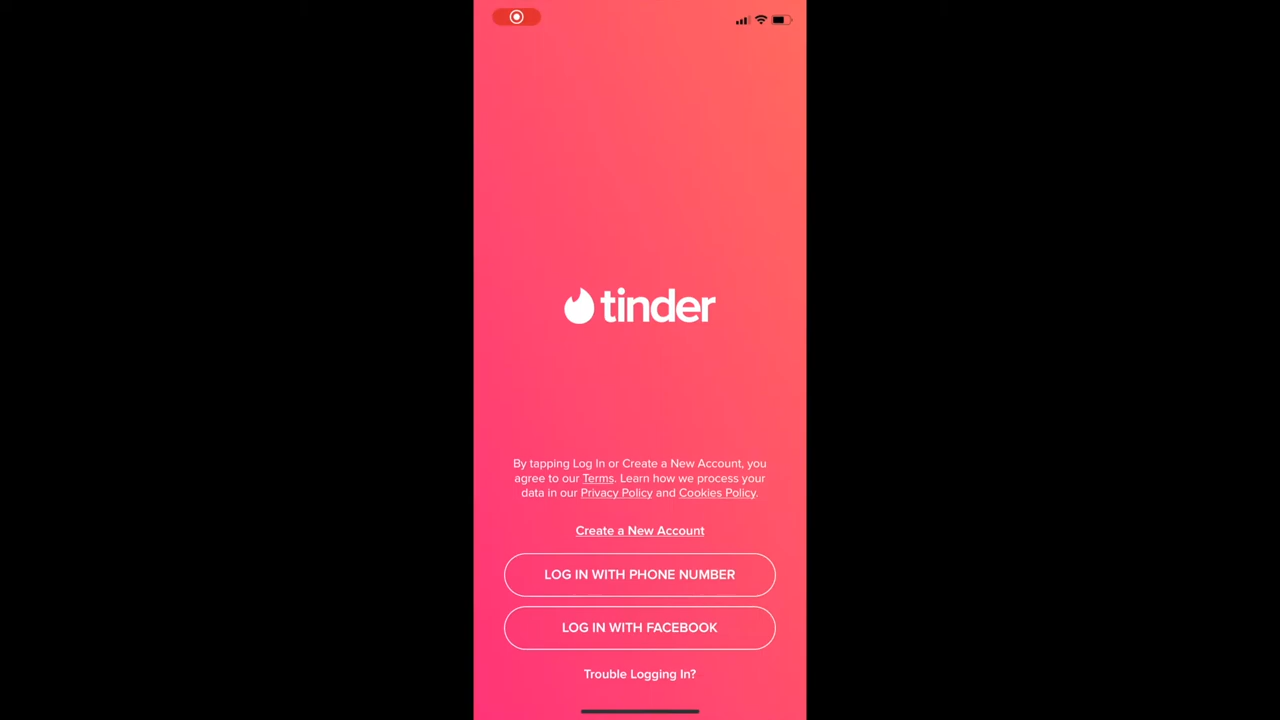 tinder
By tapping Log In or Create a New Account, you
agree to our Terms. Learn how we process your
data in our Privacy Policy and Cookies Policy.
Create a New Account
LOG IN WITH PHONE NUMBER
LOG IN WITH FACEBOOK
Trouble Logging In?